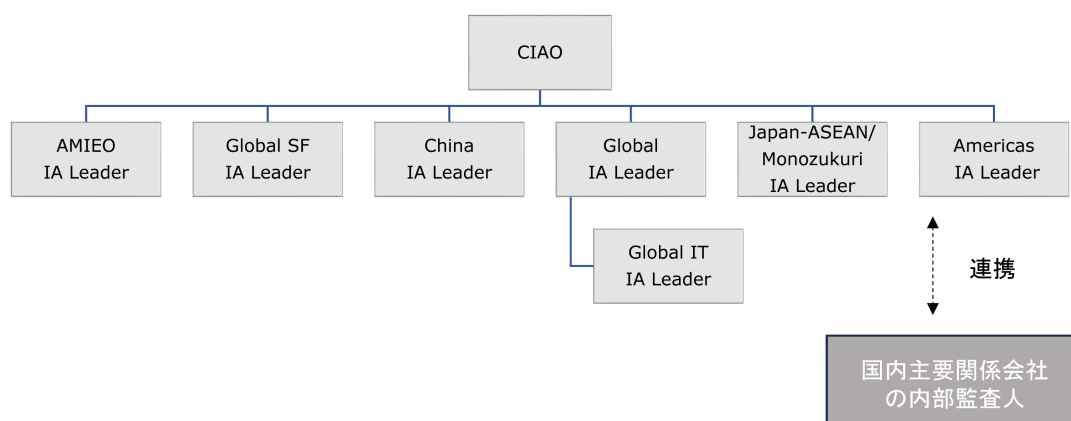 CIAO
AMIEO
IA Leader
Global SF
IA Leader
China
IA Leader
Global
IA Leader
Japan-ASEAN/
Monozukuri
IA Leader
Americas
IA Leader
Global IT
IA Leader
連携
国内主要関係会社
の内部監査人